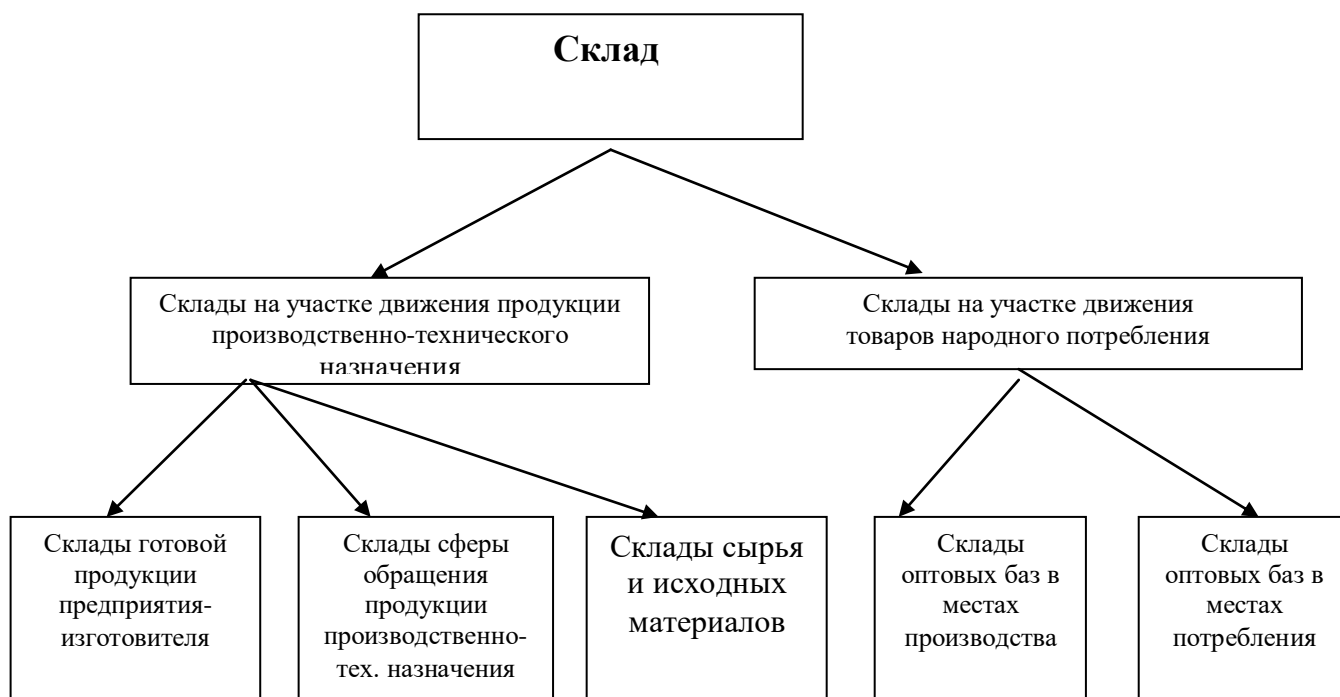 Склад
Склады на участке движения продукции
производственно-технического
назначения
Склады на участке движения
товаров народного потребления
Склады готовой
продукции
предприятия-
изготовителя
Склады сферы
обращения
продукции
производственно-
тех. назначения
Склады сырья
и исходных
материалов
Склады
оптовых баз в
местах
производства
Склады
оптовых баз в
местах
потребления